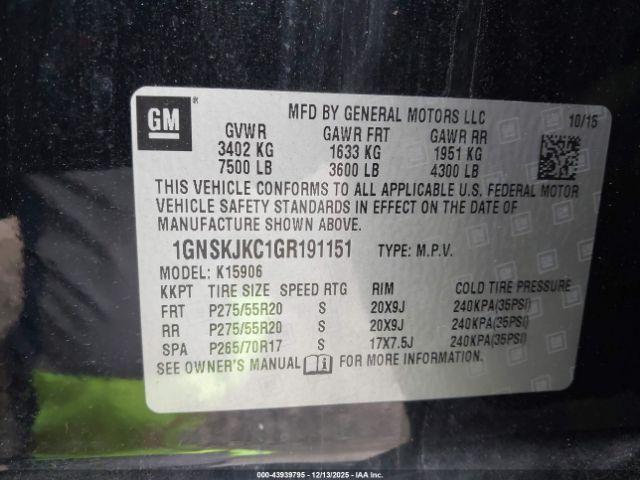 GM ®
MFD BY GENERAL MOTORS LLC 10/15
GVWR GAWR FRT GAWR RR
3402 KG 1633 KG 1951 KG
7500 LB 3600 LB 4300 LB
THIS VEHICLE CONFORMS TO ALL APPLICABLE U.S. FEDERAL MOTOR
VEHICLE SAFETY STANDARDS IN EFFECT ON THE DATE OF
MANUFACTURE SHOWN ABOVE.
1GNSKJKC1GR191151 TYPE: M.P.V.
MODEL: K15906
KKPT TIRE SIZE SPEED RTG RIM COLD TIRE PRESSURE
FRT P275/55R20 S 20X9J 240KPA(35PSI)
RR P275/55R20 S 20X9J 240KPA(35PSI)
SPA P265/70R17 S 17X7.5J 240KPA(35PSI)
SEE OWNER'S MANUAL FOR MORE INFORMATION.
000-43939795 - 12/13/2025 - IAA Inc.